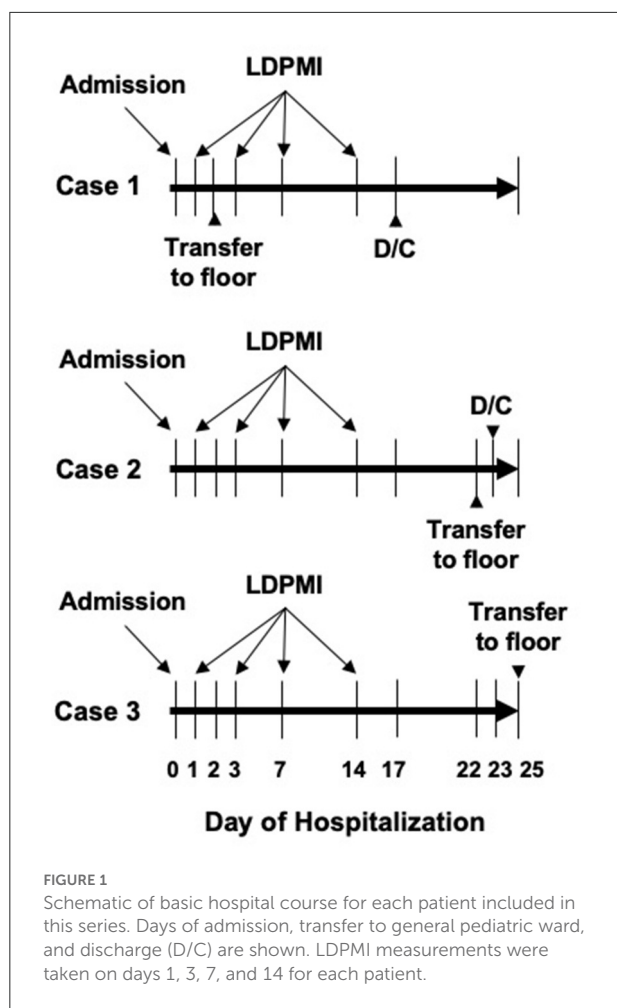 LDPMI
Admission
Case 1
Transfer
to floor
D/C
LDPMI
Admission
D/C
Case 2
Transfer
to floor
LDPMI
Admission
Transfer
to floor
Case 3
0 1 2 3 7 14 17 22 23 25
Day of Hospitalization
FIGURE 1
Schematic of basic hospital course for each patient included in
this series. Days of admission, transfer to general pediatric ward,
and discharge (D/C) are shown. LDPMI measurements were
taken on days 1, 3, 7, and 14 for each patient.